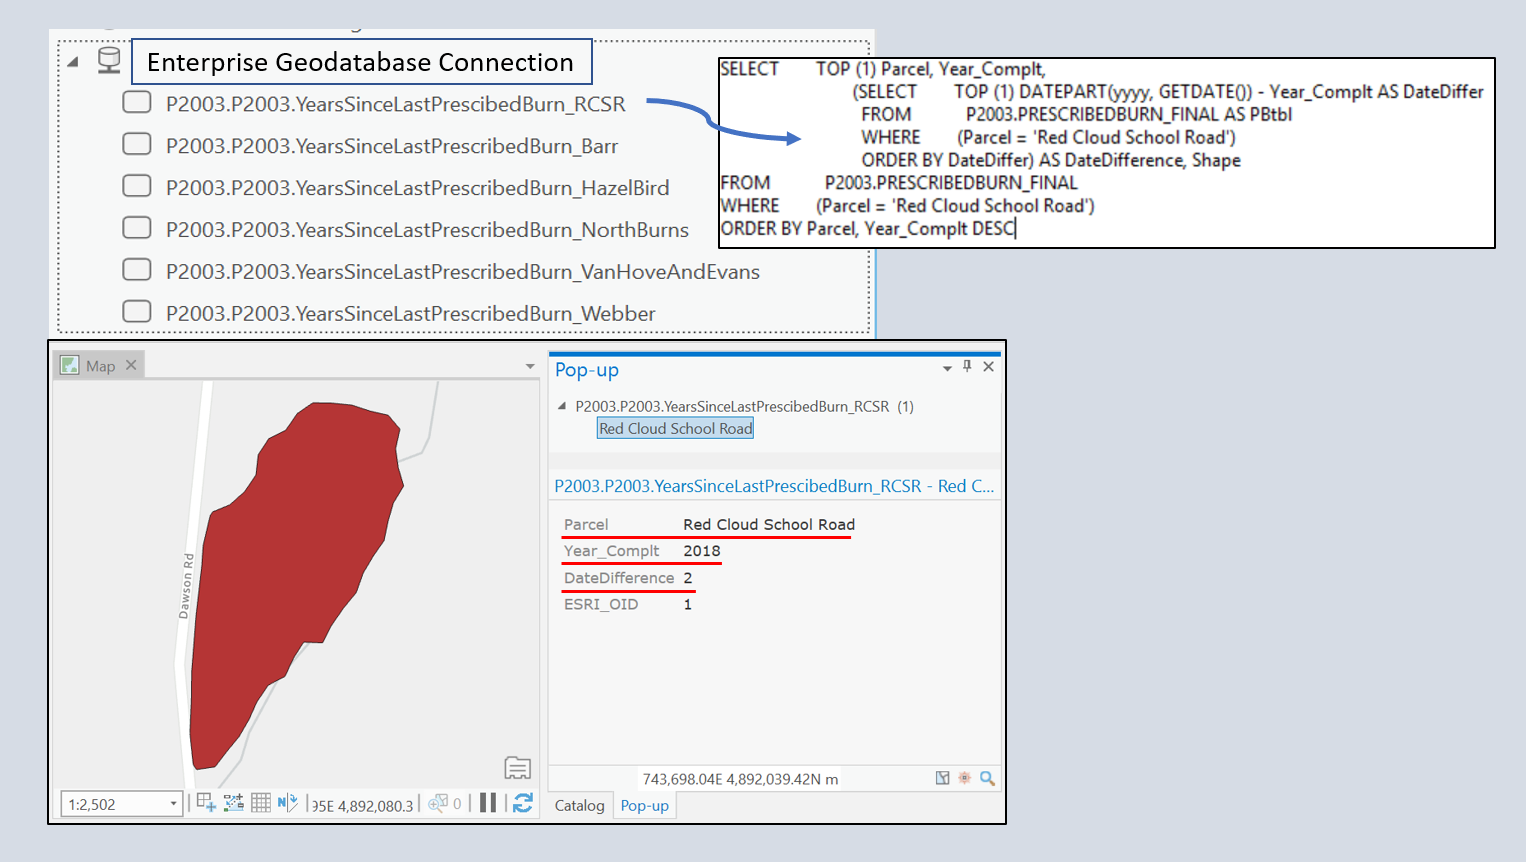 Enterprise Geodatabase Connection
P2003.P2003.YearsSinceLastPrescibedBurn_RCSR
P2003.P2003.YearsSinceLastPrescribedBurn_Barr
P2003.P2003.YearsSinceLastPrescribedBurn_HazelBird
P2003.P2003.YearsSinceLastPrescribedBurn_NorthBurns
P2003.P2003.YearsSinceLastPrescribedBurn_VanHoveAndEvans
P2003.P2003.YearsSinceLastPrescribedBurn_Webber
SELECT TOP (1) Parcel, Year_Complt,
(SELECT TOP (1) DATEPART(yyyy, GETDATE()) - Year_Complt AS DateDiffer
FROM P2003.PRESCRIBEDBURN_FINAL AS PBtbl
WHERE (Parcel = 'Red Cloud School Road')
ORDER BY DateDiffer) AS DateDifference, Shape
FROM P2003.PRESCRIBEDBURN_FINAL
WHERE (Parcel = 'Red Cloud School Road')
ORDER BY Parcel, Year_Complt DESC
Map
Dawson Rd
1:2,502
95E 4,892,080.3
0
Pop-up
P2003.P2003.YearsSinceLastPrescibedBurn_RCSR (1)
Red Cloud School Road
P2003.P2003.YearsSinceLastPrescibedBurn_RCSR - Red C...
Parcel Red Cloud School Road
Year_Complt 2018
DateDifference 2
ESRI_OID 1
743,698.04E 4,892,039.42N m
Catalog Pop-up